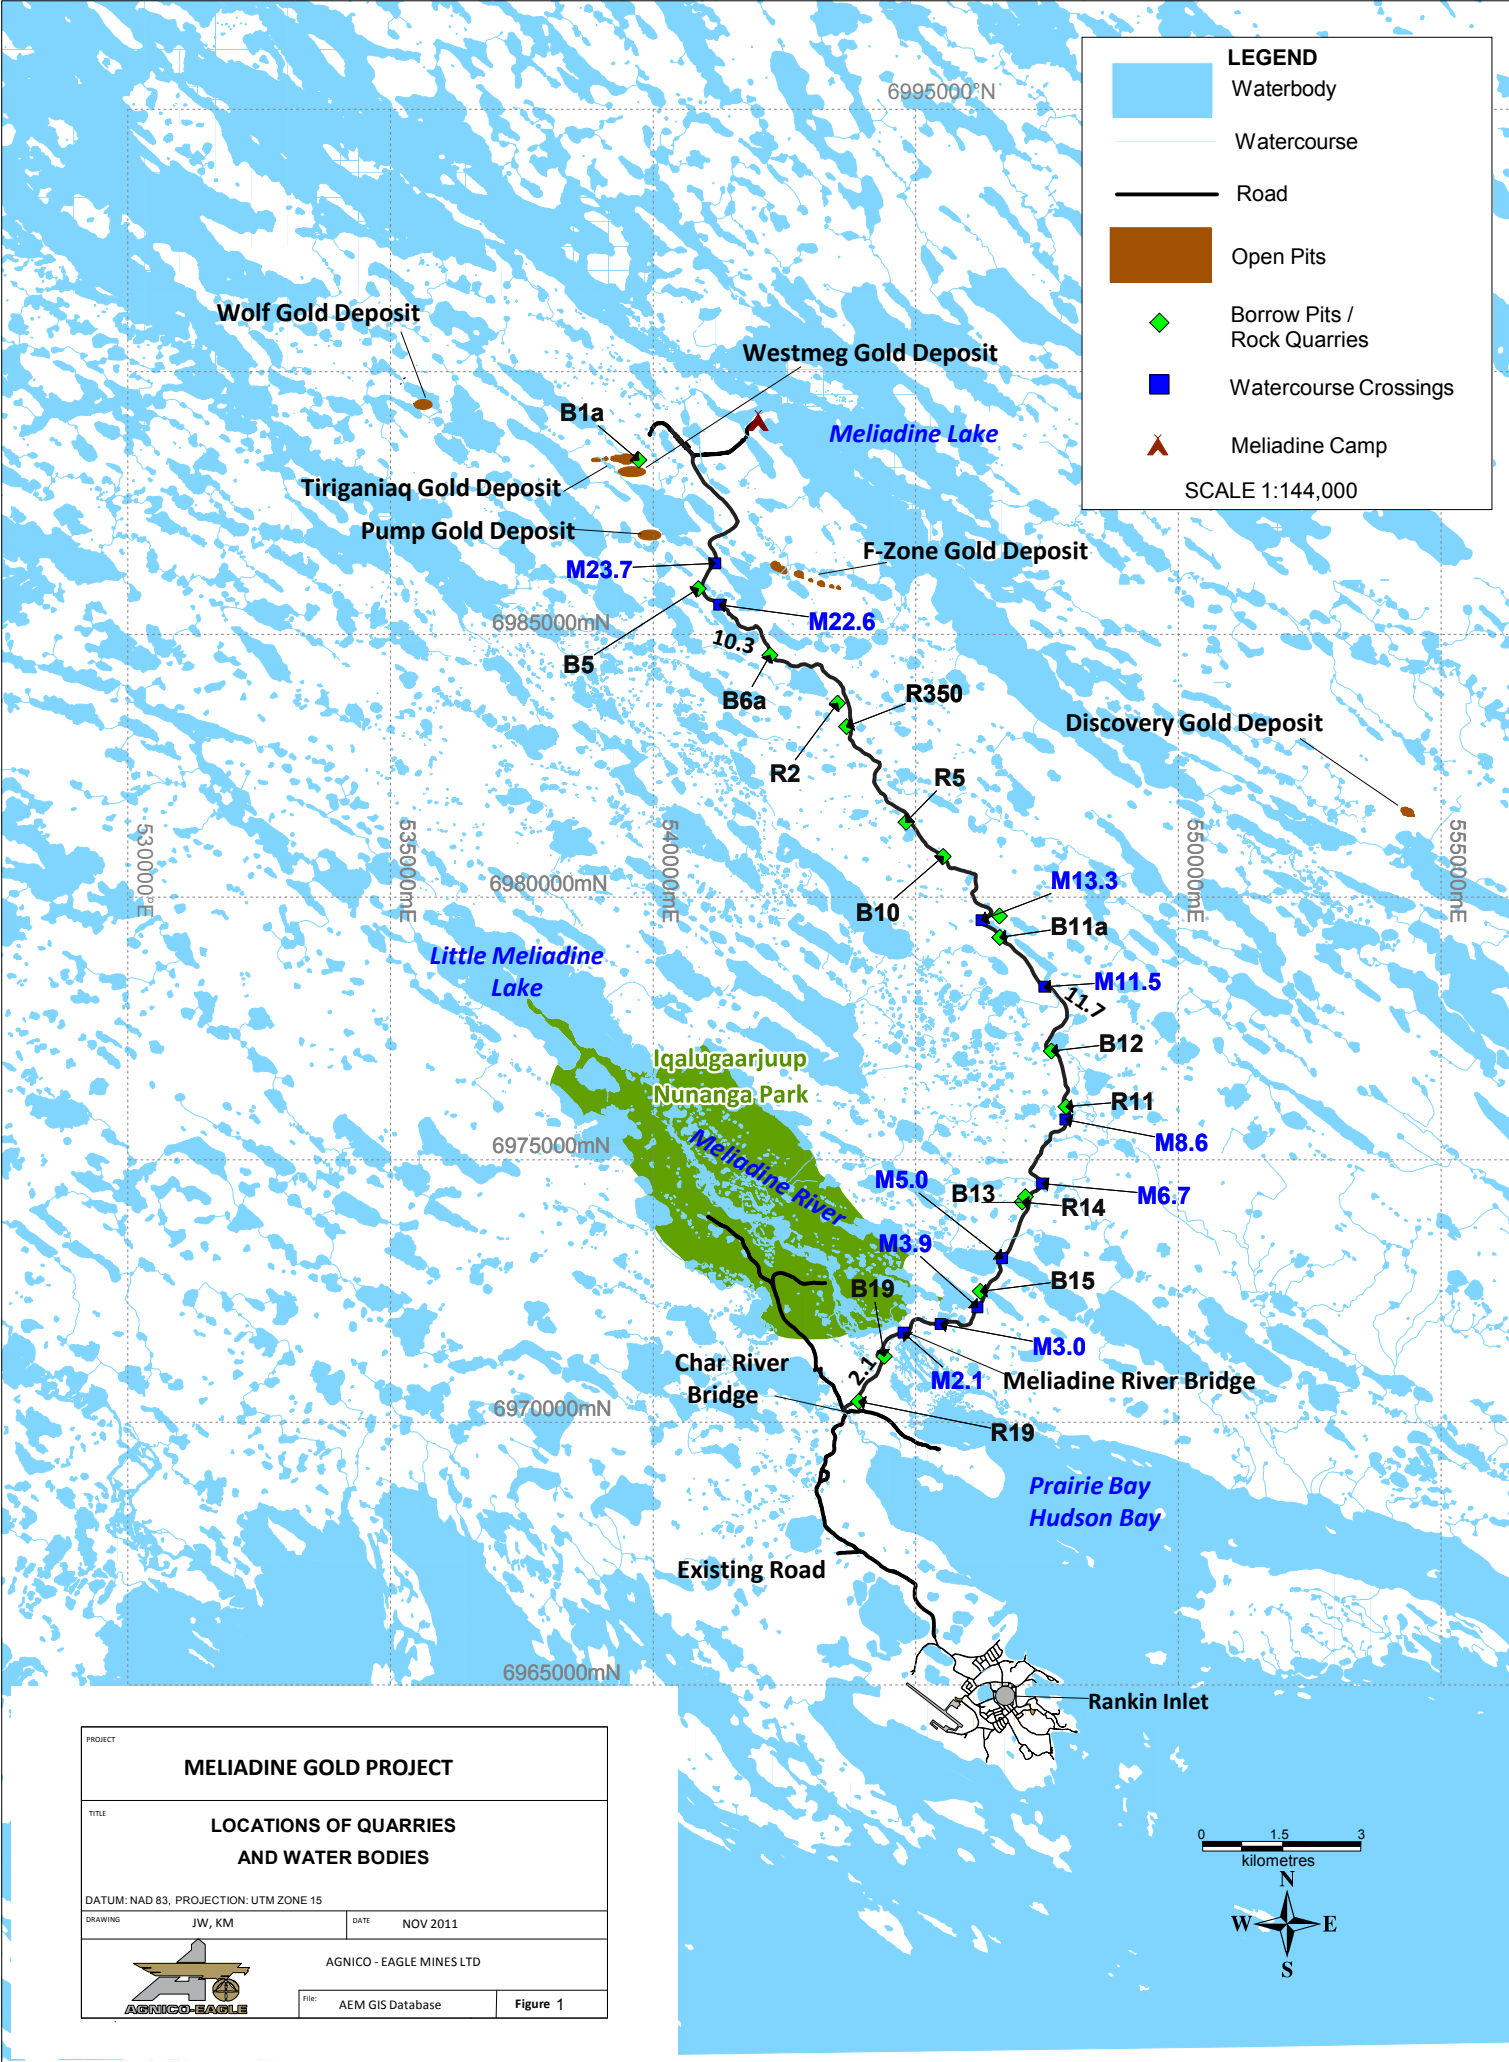 6995000°N
LEGEND
Waterbody
Watercourse
Road
Open Pits
Borrow Pits /
Rock Quarries
Watercourse Crossings
Meliadine Camp
SCALE 1:144,000
Wolf Gold Deposit
Westmeg Gold Deposit
B1a
Meliadine Lake
Tiriganiaq Gold Deposit
Pump Gold Deposit
F-Zone Gold Deposit
M23.7
6985000mN
M22.6
10.3
B5
B6a
R350
Discovery Gold Deposit
R2
R5
530000°E
535000mE
540000mE
550000mE
555000mE
6980000mN
M13.3
B10
B11a
Little Meliadine
Lake
M11.5
11.7
B12
Iqalugaarjuup
Nunanga Park
R11
6975000mN
M8.6
Meliadine River
M5.0
B13
M6.7
R14
M3.9
B15
B19
M3.0
Char River
Bridge
2.1
M2.1
Meliadine River Bridge
6970000mN
R19
Prairie Bay
Hudson Bay
Existing Road
6965000mN
Rankin Inlet
PROJECT
MELIADINE GOLD PROJECT
TITLE
LOCATIONS OF QUARRIES
AND WATER BODIES
DATUM: NAD 83, PROJECTION: UTM ZONE 15
DRAWING
JW, KM
DATE
NOV 2011
AGNICO - EAGLE MINES LTD
AGNICO-EAGLE
File:
AEM GIS Database
Figure 1
0 1.5 3
kilometres
N
W E
S